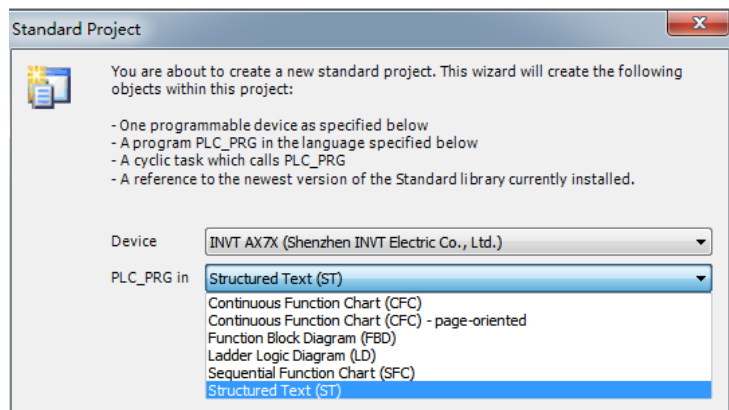 Standard Project
You are about to create a new standard project. This wizard will create the following
objects within this project:
- One programmable device as specified below
- A program PLC_PRG in the language specified below
- A cyclic task which calls PLC_PRG
- A reference to the newest version of the Standard library currently installed.
Device INVT AX7X (Shenzhen INVT Electric Co., Ltd.)
PLC_PRG in Structured Text (ST)
Continuous Function Chart (CFC)
Continuous Function Chart (CFC) - page-oriented
Function Block Diagram (FBD)
Ladder Logic Diagram (LD)
Sequential Function Chart (SFC)
Structured Text (ST)